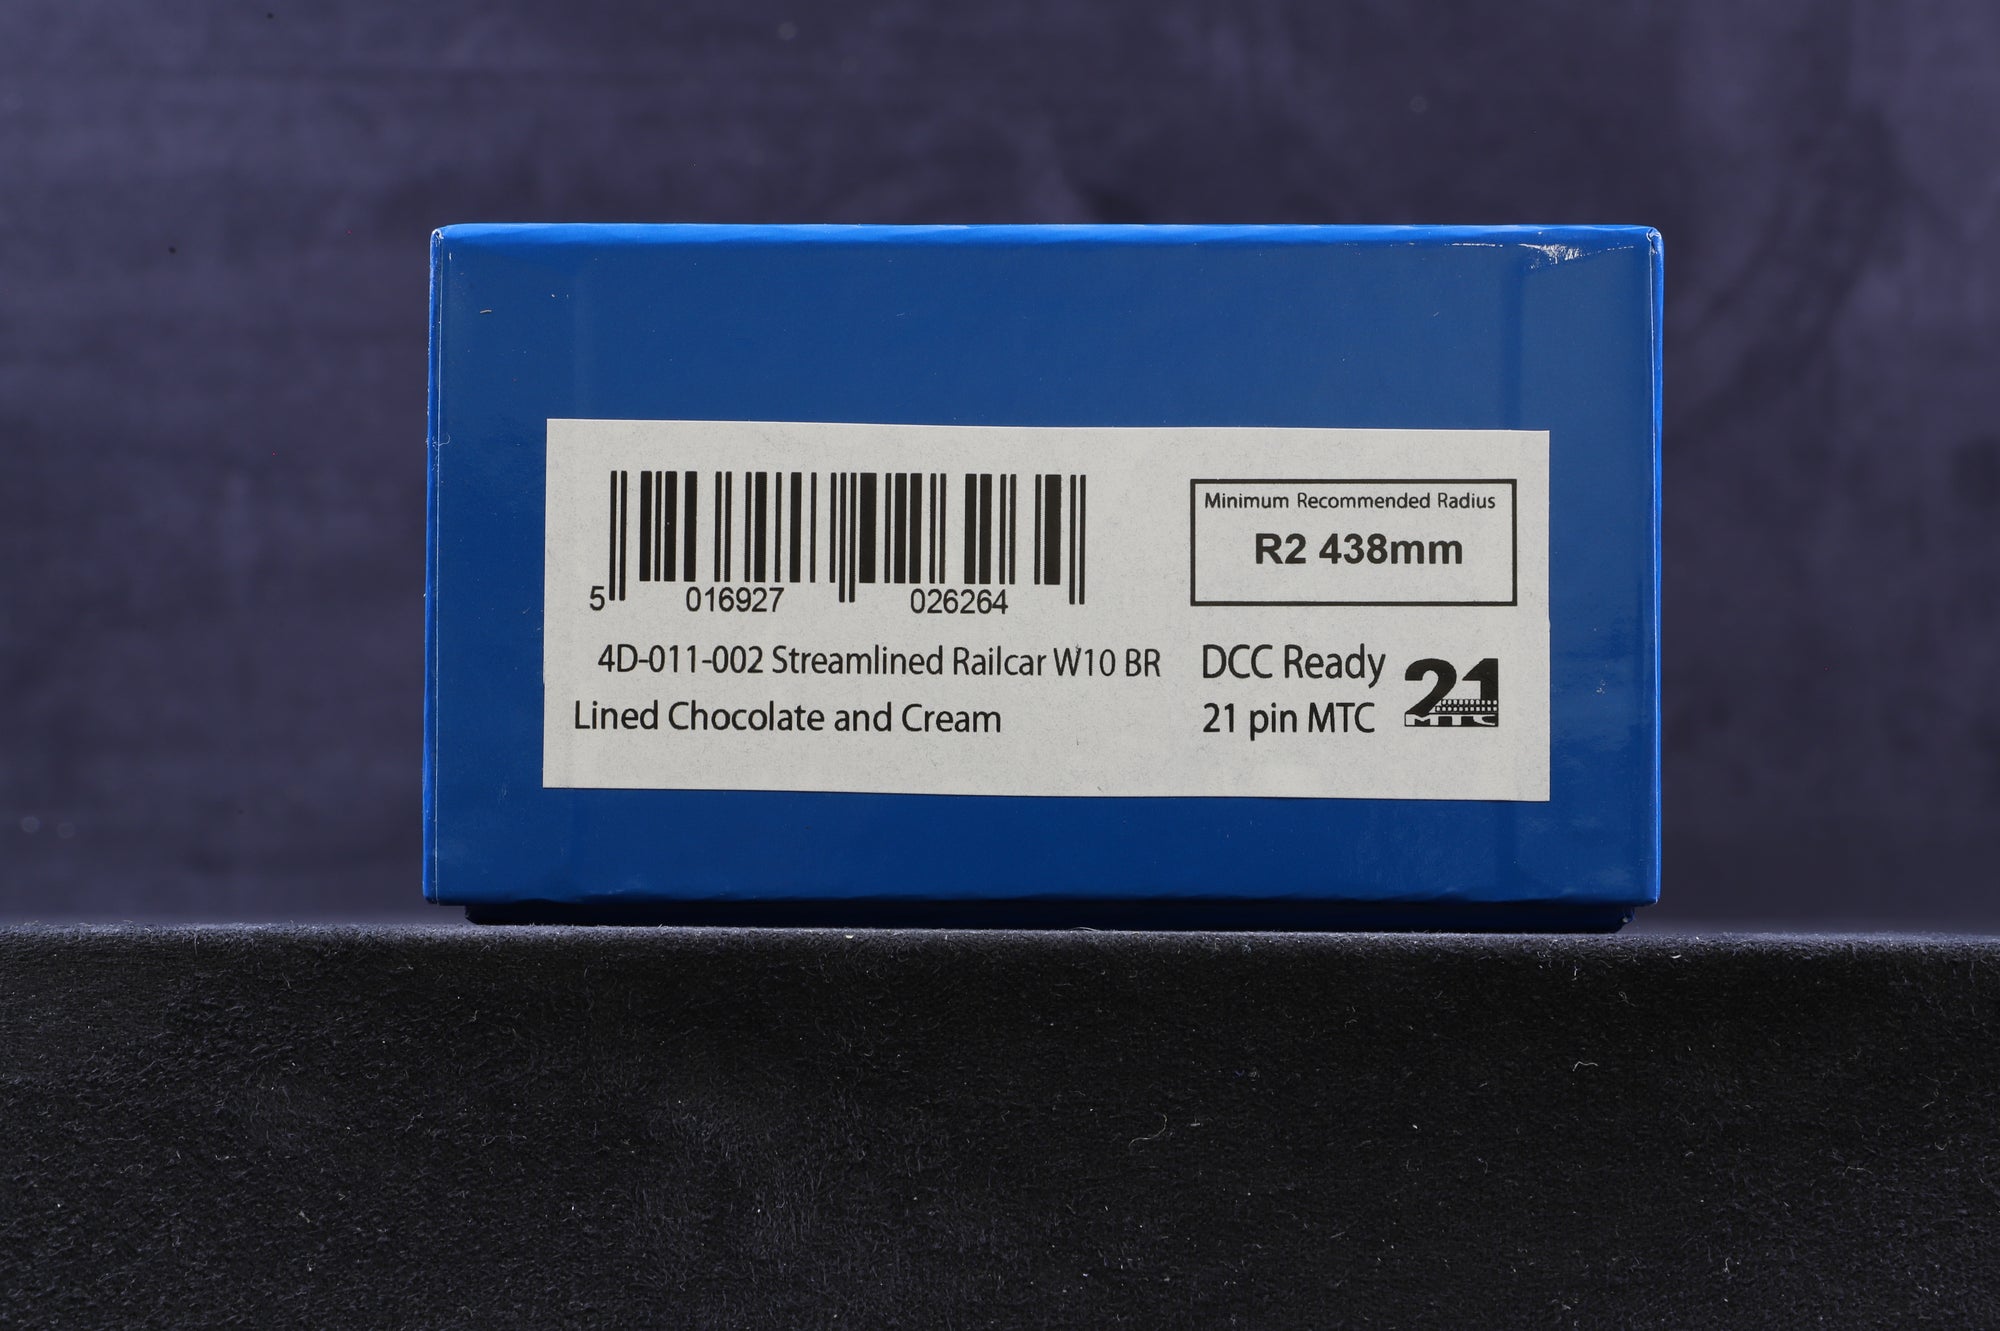 5 016927 026264
Minimum Recommended Radius
R2 438mm
4D-011-002 Streamlined Railcar W10 BR
Lined Chocolate and Cream
DCC Ready
21 pin MTC
21
MTC